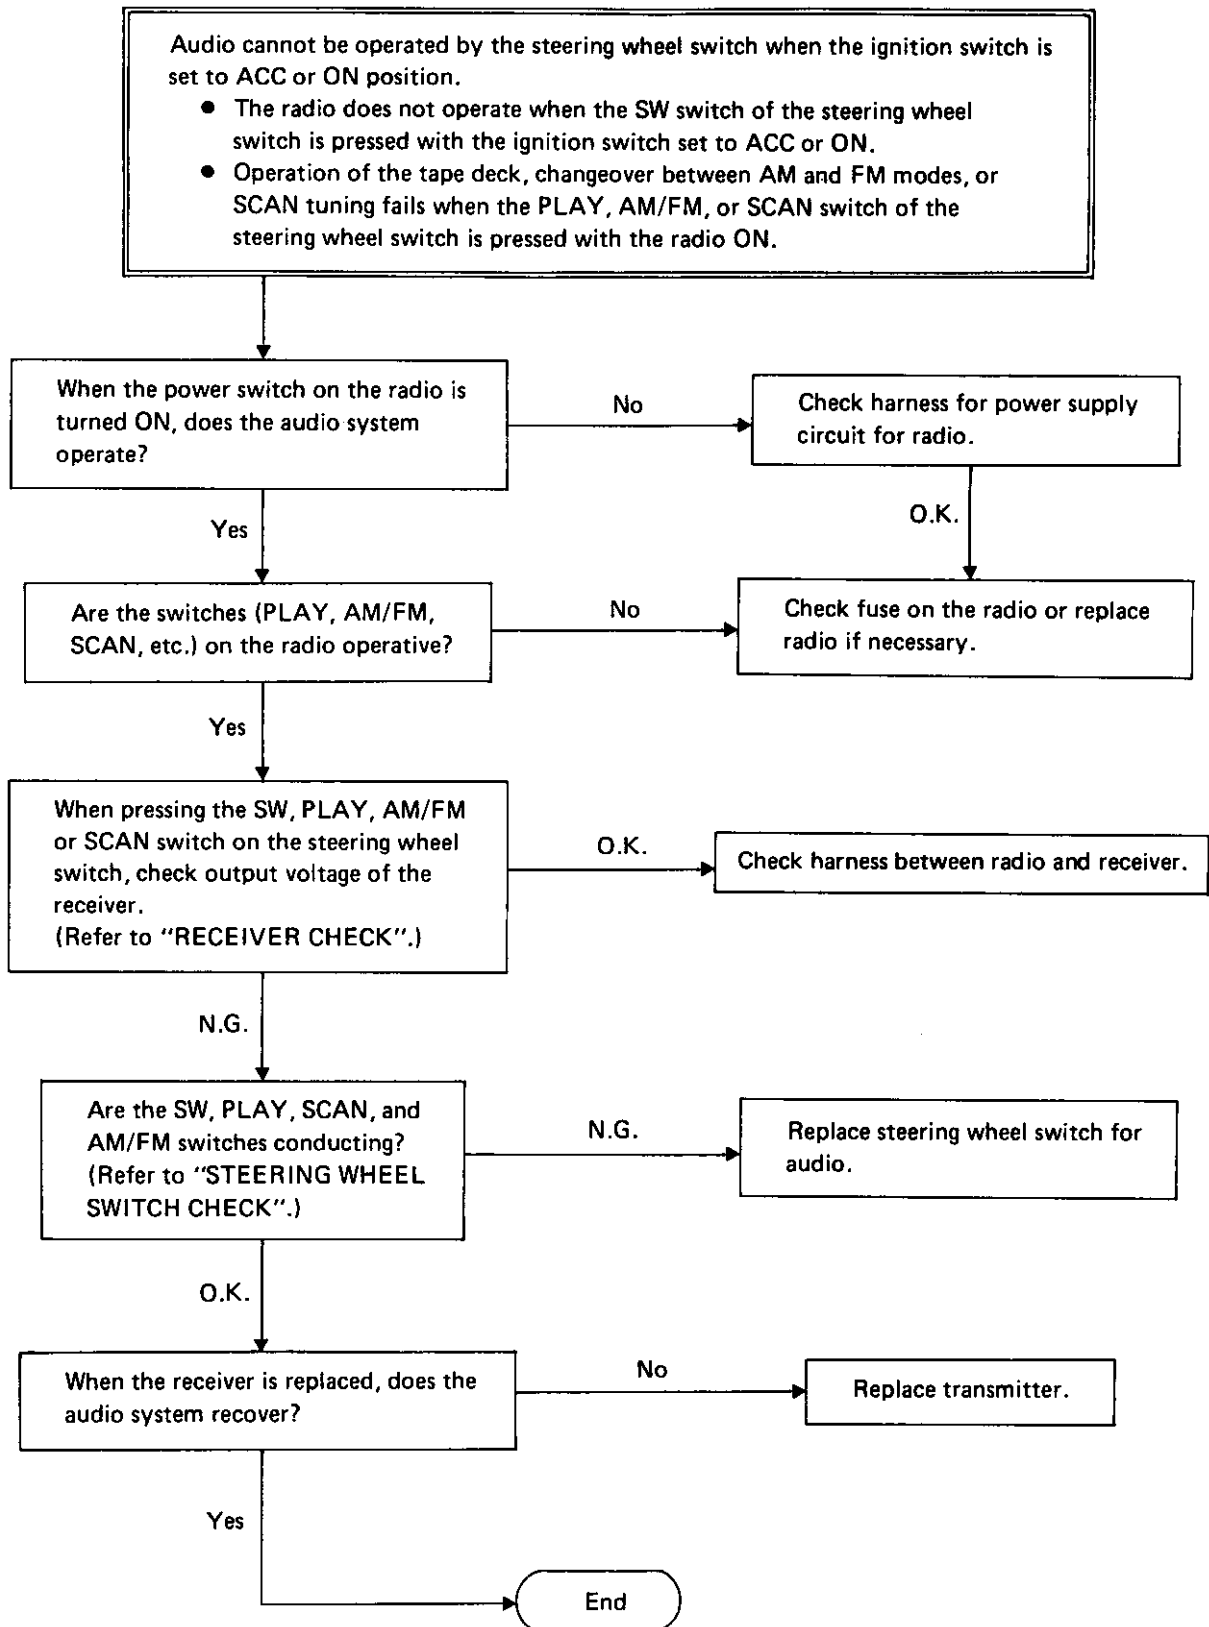 Audio cannot be operated by the steering wheel switch when the ignition switch is
set to ACC or ON position.
● The radio does not operate when the SW switch of the steering wheel
switch is pressed with the ignition switch set to ACC or ON.
● Operation of the tape deck, changeover between AM and FM modes, or
SCAN tuning fails when the PLAY, AM/FM, or SCAN switch of the
steering wheel switch is pressed with the radio ON.
When the power switch on the radio is
turned ON, does the audio system
operate?
No
Check harness for power supply
circuit for radio.
Yes
O.K.
Are the switches (PLAY, AM/FM,
SCAN, etc.) on the radio operative?
No
Check fuse on the radio or replace
radio if necessary.
Yes
When pressing the SW, PLAY, AM/FM
or SCAN switch on the steering wheel
switch, check output voltage of the
receiver.
(Refer to "RECEIVER CHECK".)
O.K.
Check harness between radio and receiver.
N.G.
Are the SW, PLAY, SCAN, and
AM/FM switches conducting?
(Refer to "STEERING WHEEL
SWITCH CHECK".)
N.G.
Replace steering wheel switch for
audio.
O.K.
When the receiver is replaced, does the
audio system recover?
No
Replace transmitter.
Yes
End